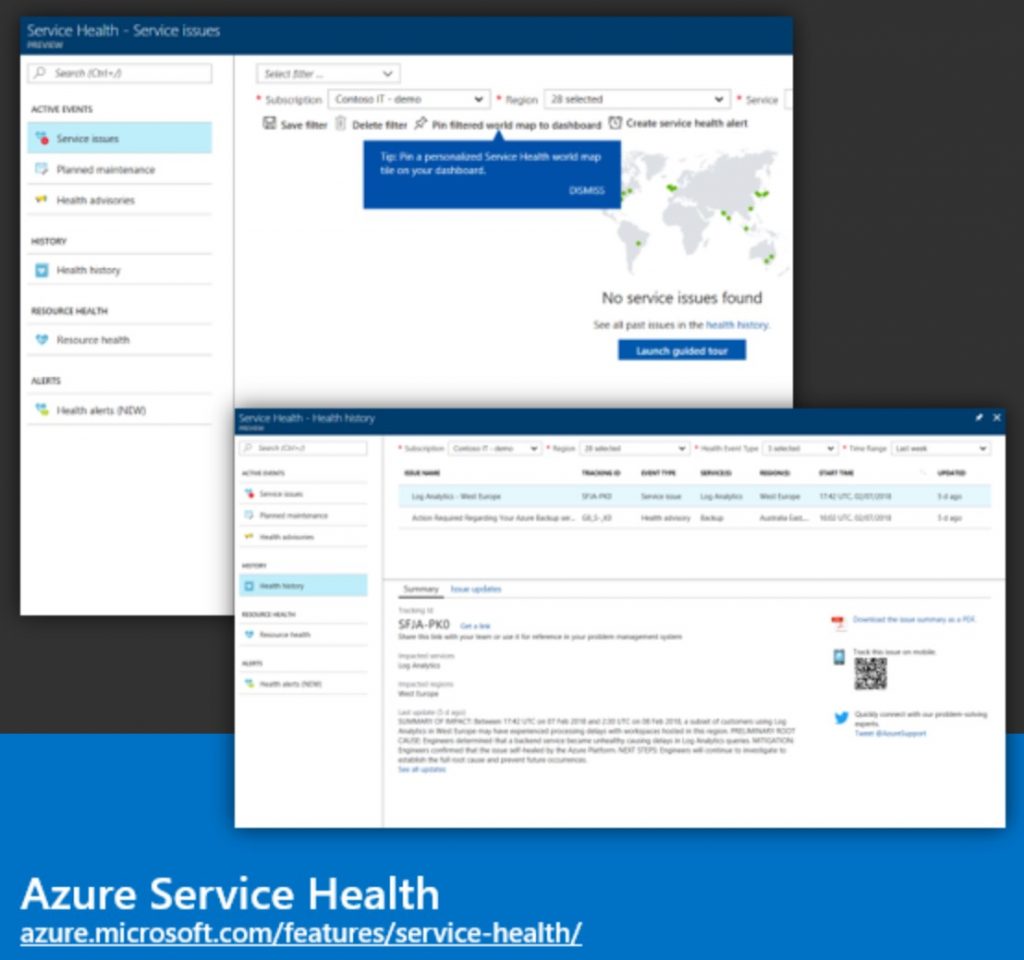 Service Health - Service issues
PREVIEW
Search (Ctrl+/)
ACTIVE EVENTS
Service issues
Planned maintenance
Health advisories
HISTORY
Health history
RESOURCE HEALTH
Resource health
ALERTS
Health alerts (NEW)
Select filter ...
* Subscription Contoso IT - demo * Region 28 selected * Service
Save filter Delete filter Pin filtered world map to dashboard Create service health alert
Tip: Pin a personalized Service Health world map
tile on your dashboard.
DISMISS
No service issues found
See all past issues in the health history.
Launch guided tour
Service Health - Health history
PREVIEW
Search (Ctrl+/)
ACTIVE EVENTS
Service issues
Planned maintenance
Health advisories
HISTORY
Health history
RESOURCE HEALTH
Resource health
ALERTS
Health alerts (NEW)
* Subscription Contoso IT - demo * Region 28 selected * Health Event Type 3 selected * Time Range Last week
ISSUE NAME TRACKING ID EVENT TYPE SERVICE(S) REGION(S) START TIME UPDATED
Log Analytics - West Europe SFJA-PK0 Service issue Log Analytics West Europe 17:42 UTC, 02/07/2018 5 d ago
Action Required Regarding Your Azure Backup ser... Health advisory Backup Australia East... 16:02 UTC, 02/07/2018 5 d ago
Summary Issue updates
Tracking Id
SFJA-PK0 Get a link
Share this link with your team or use it for reference in your problem management system
Impacted services
Log Analytics
Impacted regions
West Europe
Last update (5 d ago)
SUMMARY OF IMPACT: Between 17:42 UTC on 07 Feb 2018 and 2:30 UTC on 08 Feb 2018, a subset of customers using Log
Analytics in West Europe may have experienced processing delays with workspaces hosted in this region. PRELIMINARY ROOT
CAUSE: Engineers determined that a backend service became unhealthy causing delays in Log Analytics queries. MITIGATION:
Engineers confirmed that the issue self-healed by the Azure Platform. NEXT STEPS: Engineers will continue to investigate to
establish the full root cause and prevent future occurrences.
See all updates
Download the issue summary as a PDF.
Track this issue on mobile.
Quickly connect with our problem-solving
experts.
Tweet @AzureSupport
Azure Service Health
azure.microsoft.com/features/service-health/